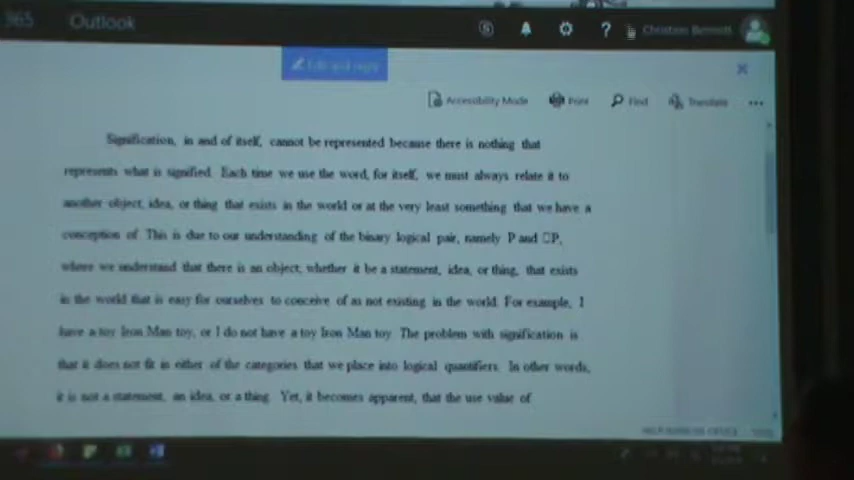 365 Outlook ? Christian Bennett
Edit and reply
Accessibility Mode Print Find Translate ...
Signification, in and of itself, cannot be represented because there is nothing that
represents what is signified. Each time we use the word, for itself, we must always relate it to
another object, idea, or thing that exists in the world or at the very least something that we have a
conception of. This is due to our understanding of the binary logical pair, namely P and □P,
where we understand that there is an object, whether it be a statement, idea, or thing, that exists
in the world that is easy for ourselves to conceive of as not existing in the world. For example, I
have a toy Iron Man toy, or I do not have a toy Iron Man toy. The problem with signification is
that it does not fit in either of the categories that we place into logical quantifiers. In other words,
it is not a statement, an idea, or a thing. Yet, it becomes apparent, that the use value of